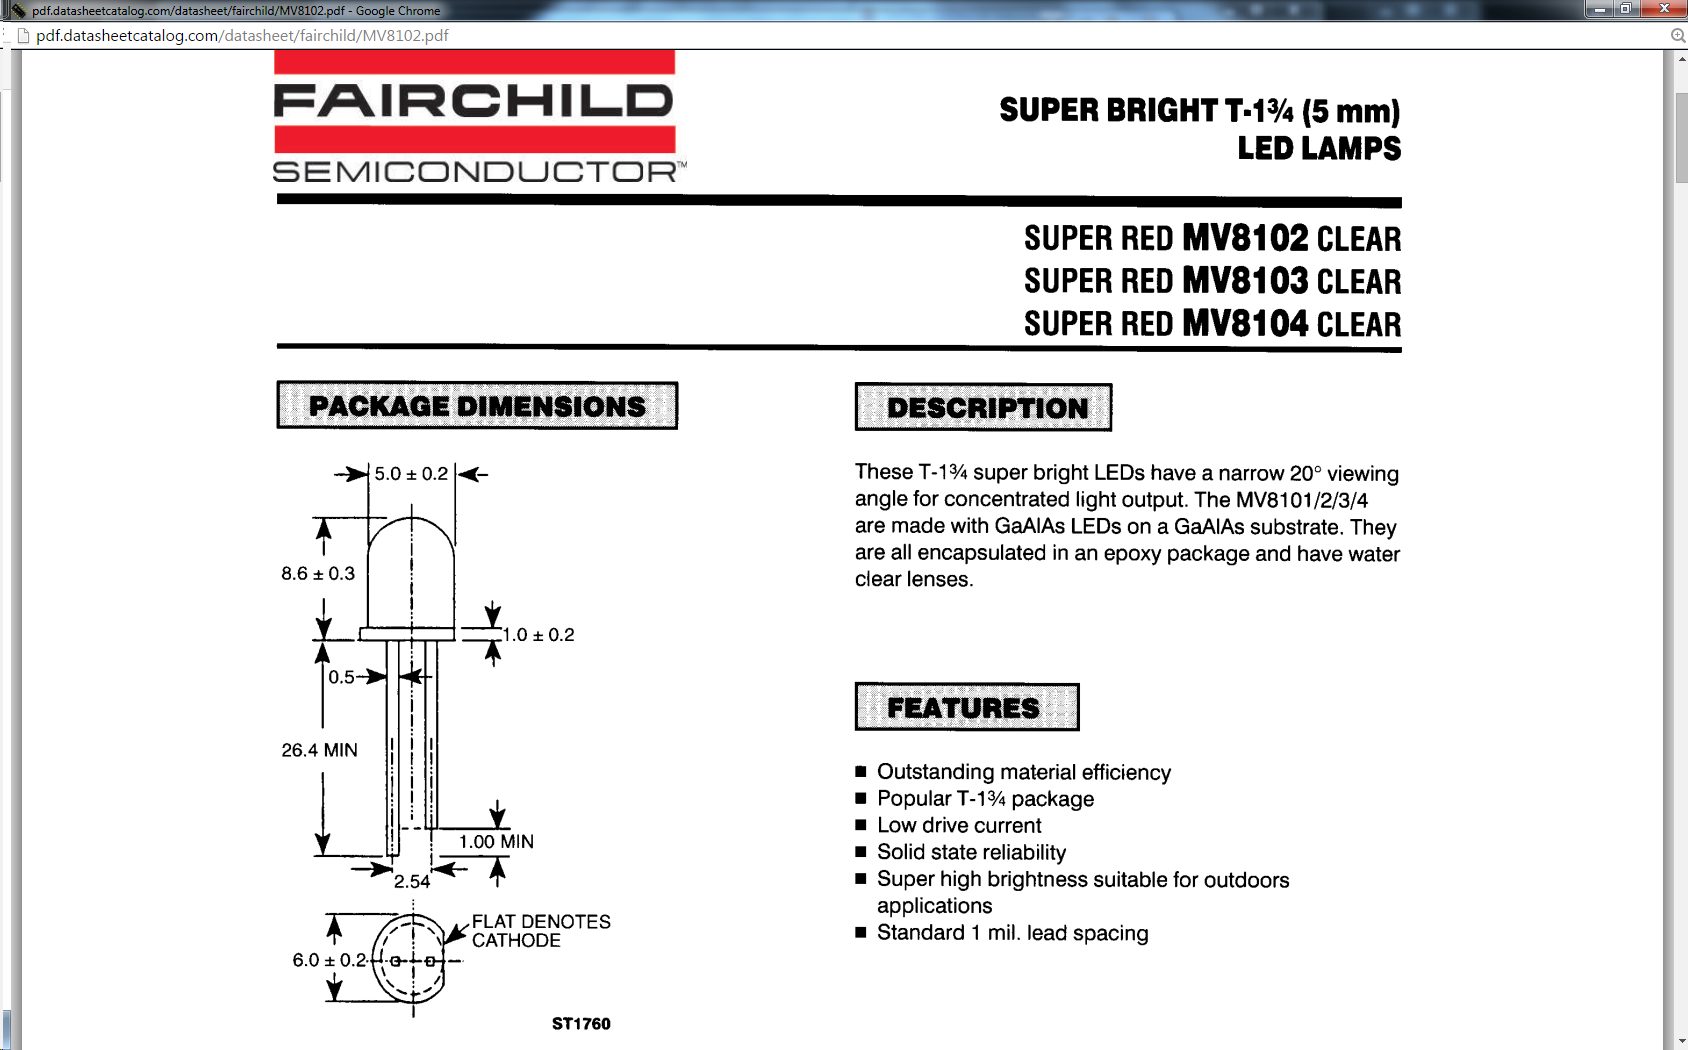 pdf.datasheetcatalog.com/datasheet/fairchild/MV8102.pdf - Google Chrome
pdf.datasheetcatalog.com/datasheet/fairchild/MV8102.pdf
FAIRCHILD
SEMICONDUCTOR™
SUPER BRIGHT T-1¾ (5 mm)
LED LAMPS
SUPER RED MV8102 CLEAR
SUPER RED MV8103 CLEAR
SUPER RED MV8104 CLEAR
PACKAGE DIMENSIONS
5.0 ± 0.2
8.6 ± 0.3
1.0 ± 0.2
0.5
26.4 MIN
1.00 MIN
2.54
FLAT DENOTES
CATHODE
6.0 ± 0.2
ST1760
DESCRIPTION
These T-1¾ super bright LEDs have a narrow 20° viewing
angle for concentrated light output. The MV8101/2/3/4
are made with GaAlAs LEDs on a GaAlAs substrate. They
are all encapsulated in an epoxy package and have water
clear lenses.
FEATURES
■ Outstanding material efficiency
■ Popular T-1¾ package
■ Low drive current
■ Solid state reliability
■ Super high brightness suitable for outdoors
applications
■ Standard 1 mil. lead spacing